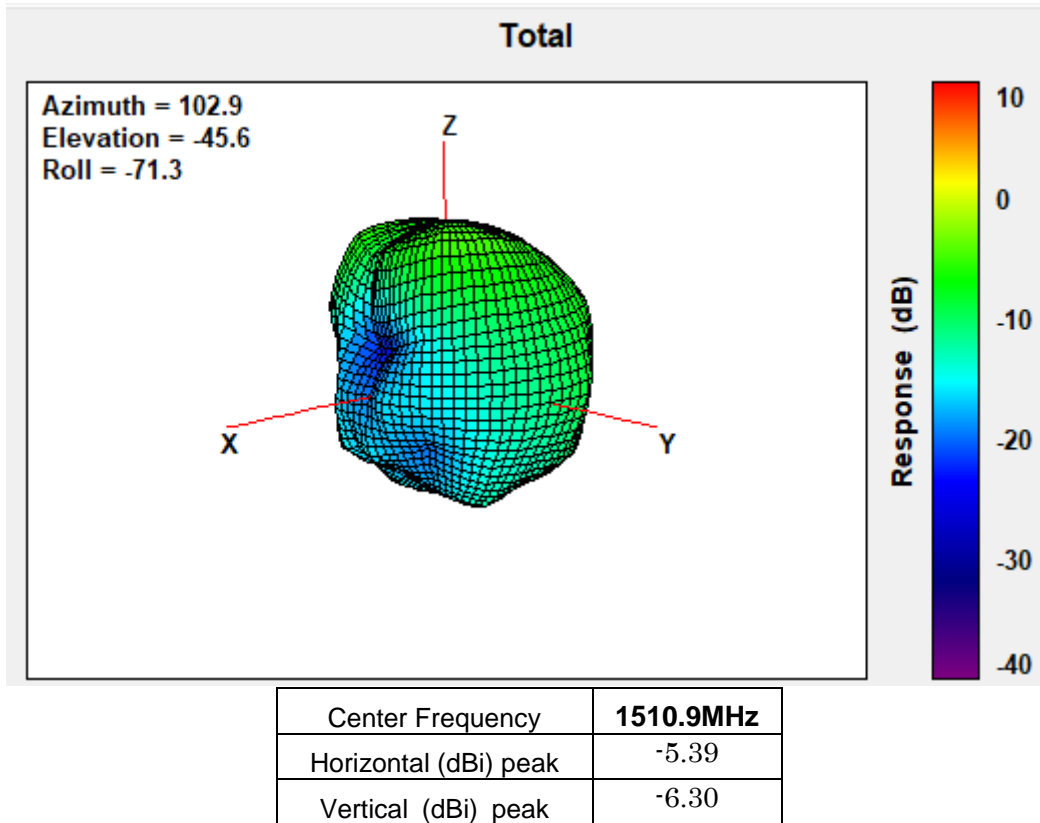 Total
Azimuth = 102.9
Elevation = -45.6
Roll = -71.3
Z
X
Y
10
0
-10
-20
-30
-40
Response (dB)
Center Frequency 1510.9MHz
Horizontal (dBi) peak -5.39
Vertical (dBi) peak -6.30